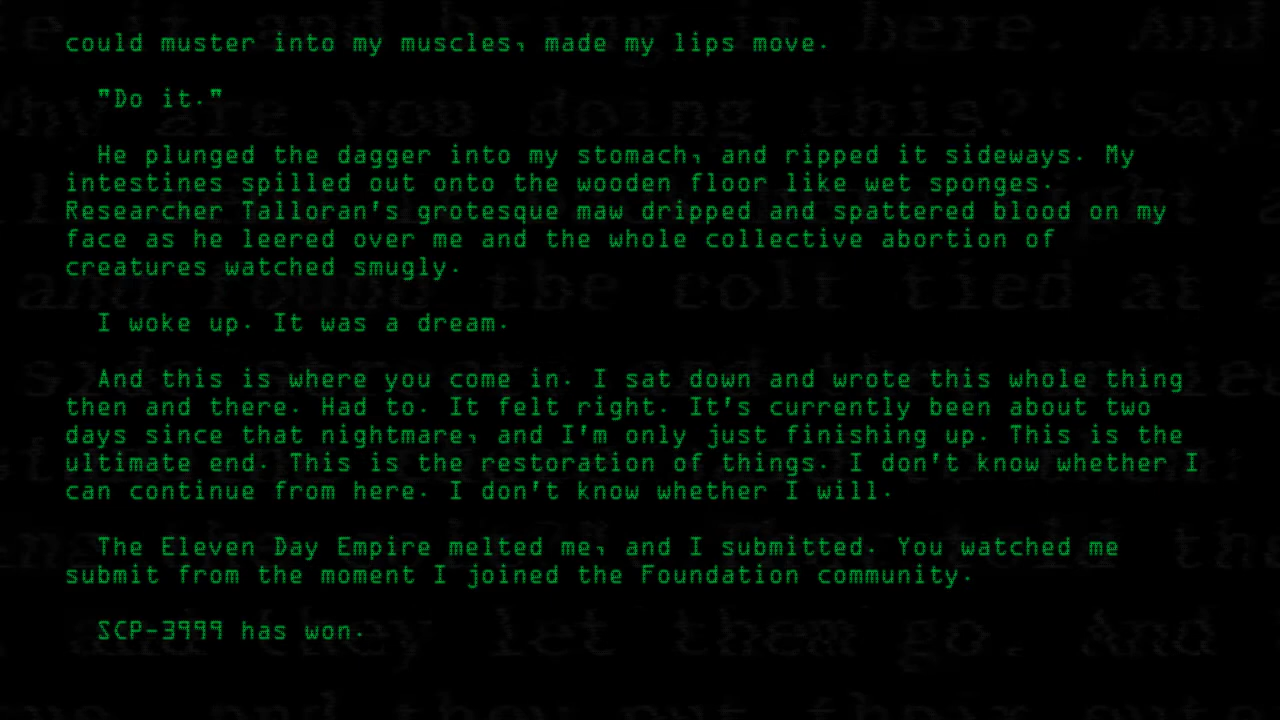 could muster into my muscles, made my lips move.
"Do it."
He plunged the dagger into my stomach, and ripped it sideways. My
intestines spilled out onto the wooden floor like wet sponges.
Researcher Talloran's grotesque maw dripped and spattered blood on my
face as he leered over me and the whole collective abortion of
creatures watched smugly.
I woke up. It was a dream.
And this is where you come in. I sat down and wrote this whole thing
then and there. Had to. It felt right. It's currently been about two
days since that nightmare, and I'm only just finishing up. This is the
ultimate end. This is the restoration of things. I don't know whether I
can continue from here. I don't know whether I will.
The Eleven Day Empire melted me, and I submitted. You watched me
submit from the moment I joined the Foundation community.
SCP-3999 has won.